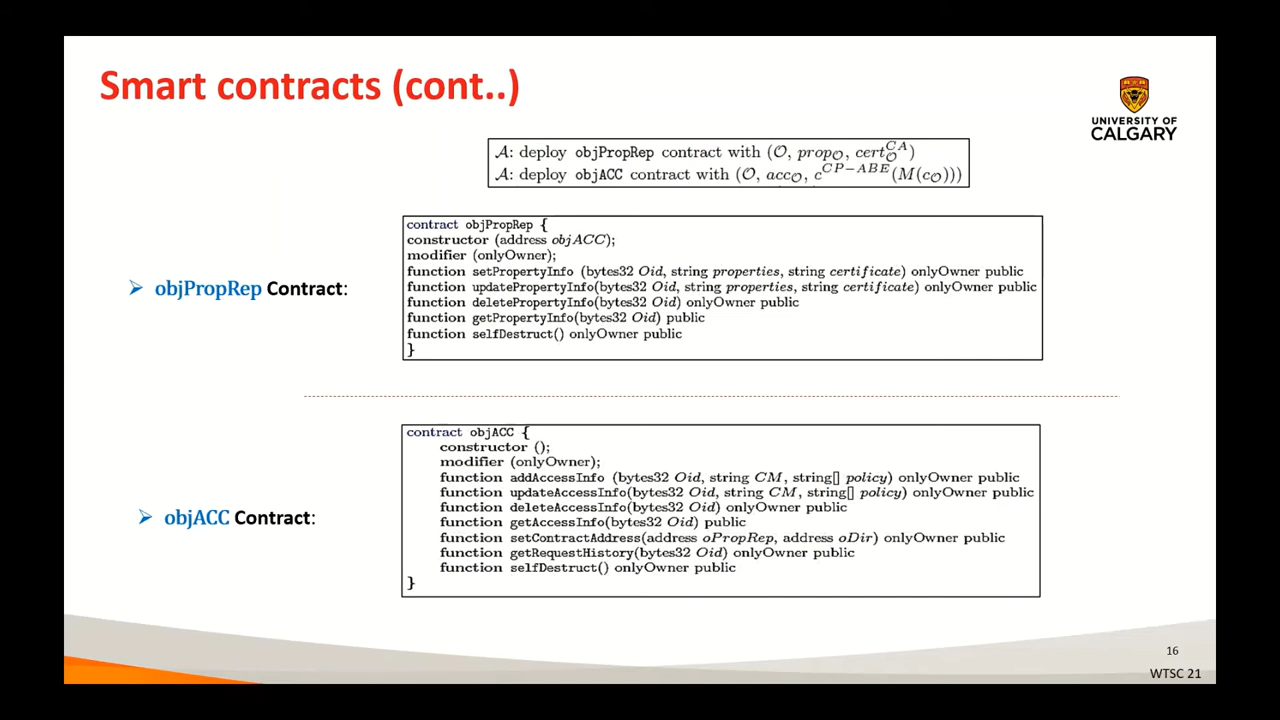 Smart contracts (cont..)
UNIVERSITY OF
CALGARY
𝒜: deploy objPropRep contract with (𝒪, prop_𝒪, cert_𝒪^CA)
𝒜: deploy objACC contract with (𝒪, acc_𝒪, c^CP−ABE(M(c_𝒪)))
➢ objPropRep Contract:
contract objPropRep {
constructor (address objACC);
modifier (onlyOwner);
function setPropertyInfo (bytes32 Oid, string properties, string certificate) onlyOwner public
function updatePropertyInfo(bytes32 Oid, string properties, string certificate) onlyOwner public
function deletePropertyInfo(bytes32 Oid) onlyOwner public
function getPropertyInfo(bytes32 Oid) public
function selfDestruct() onlyOwner public
}
➢ objACC Contract:
contract objACC {
constructor ();
modifier (onlyOwner);
function addAccessInfo (bytes32 Oid, string CM, string[] policy) onlyOwner public
function updateAccessInfo(bytes32 Oid, string CM, string[] policy) onlyOwner public
function deleteAccessInfo(bytes32 Oid) onlyOwner public
function getAccessInfo(bytes32 Oid) public
function setContractAddress(address oPropRep, address oDir) onlyOwner public
function getRequestHistory(bytes32 Oid) onlyOwner public
function selfDestruct() onlyOwner public
}
16
WTSC 21